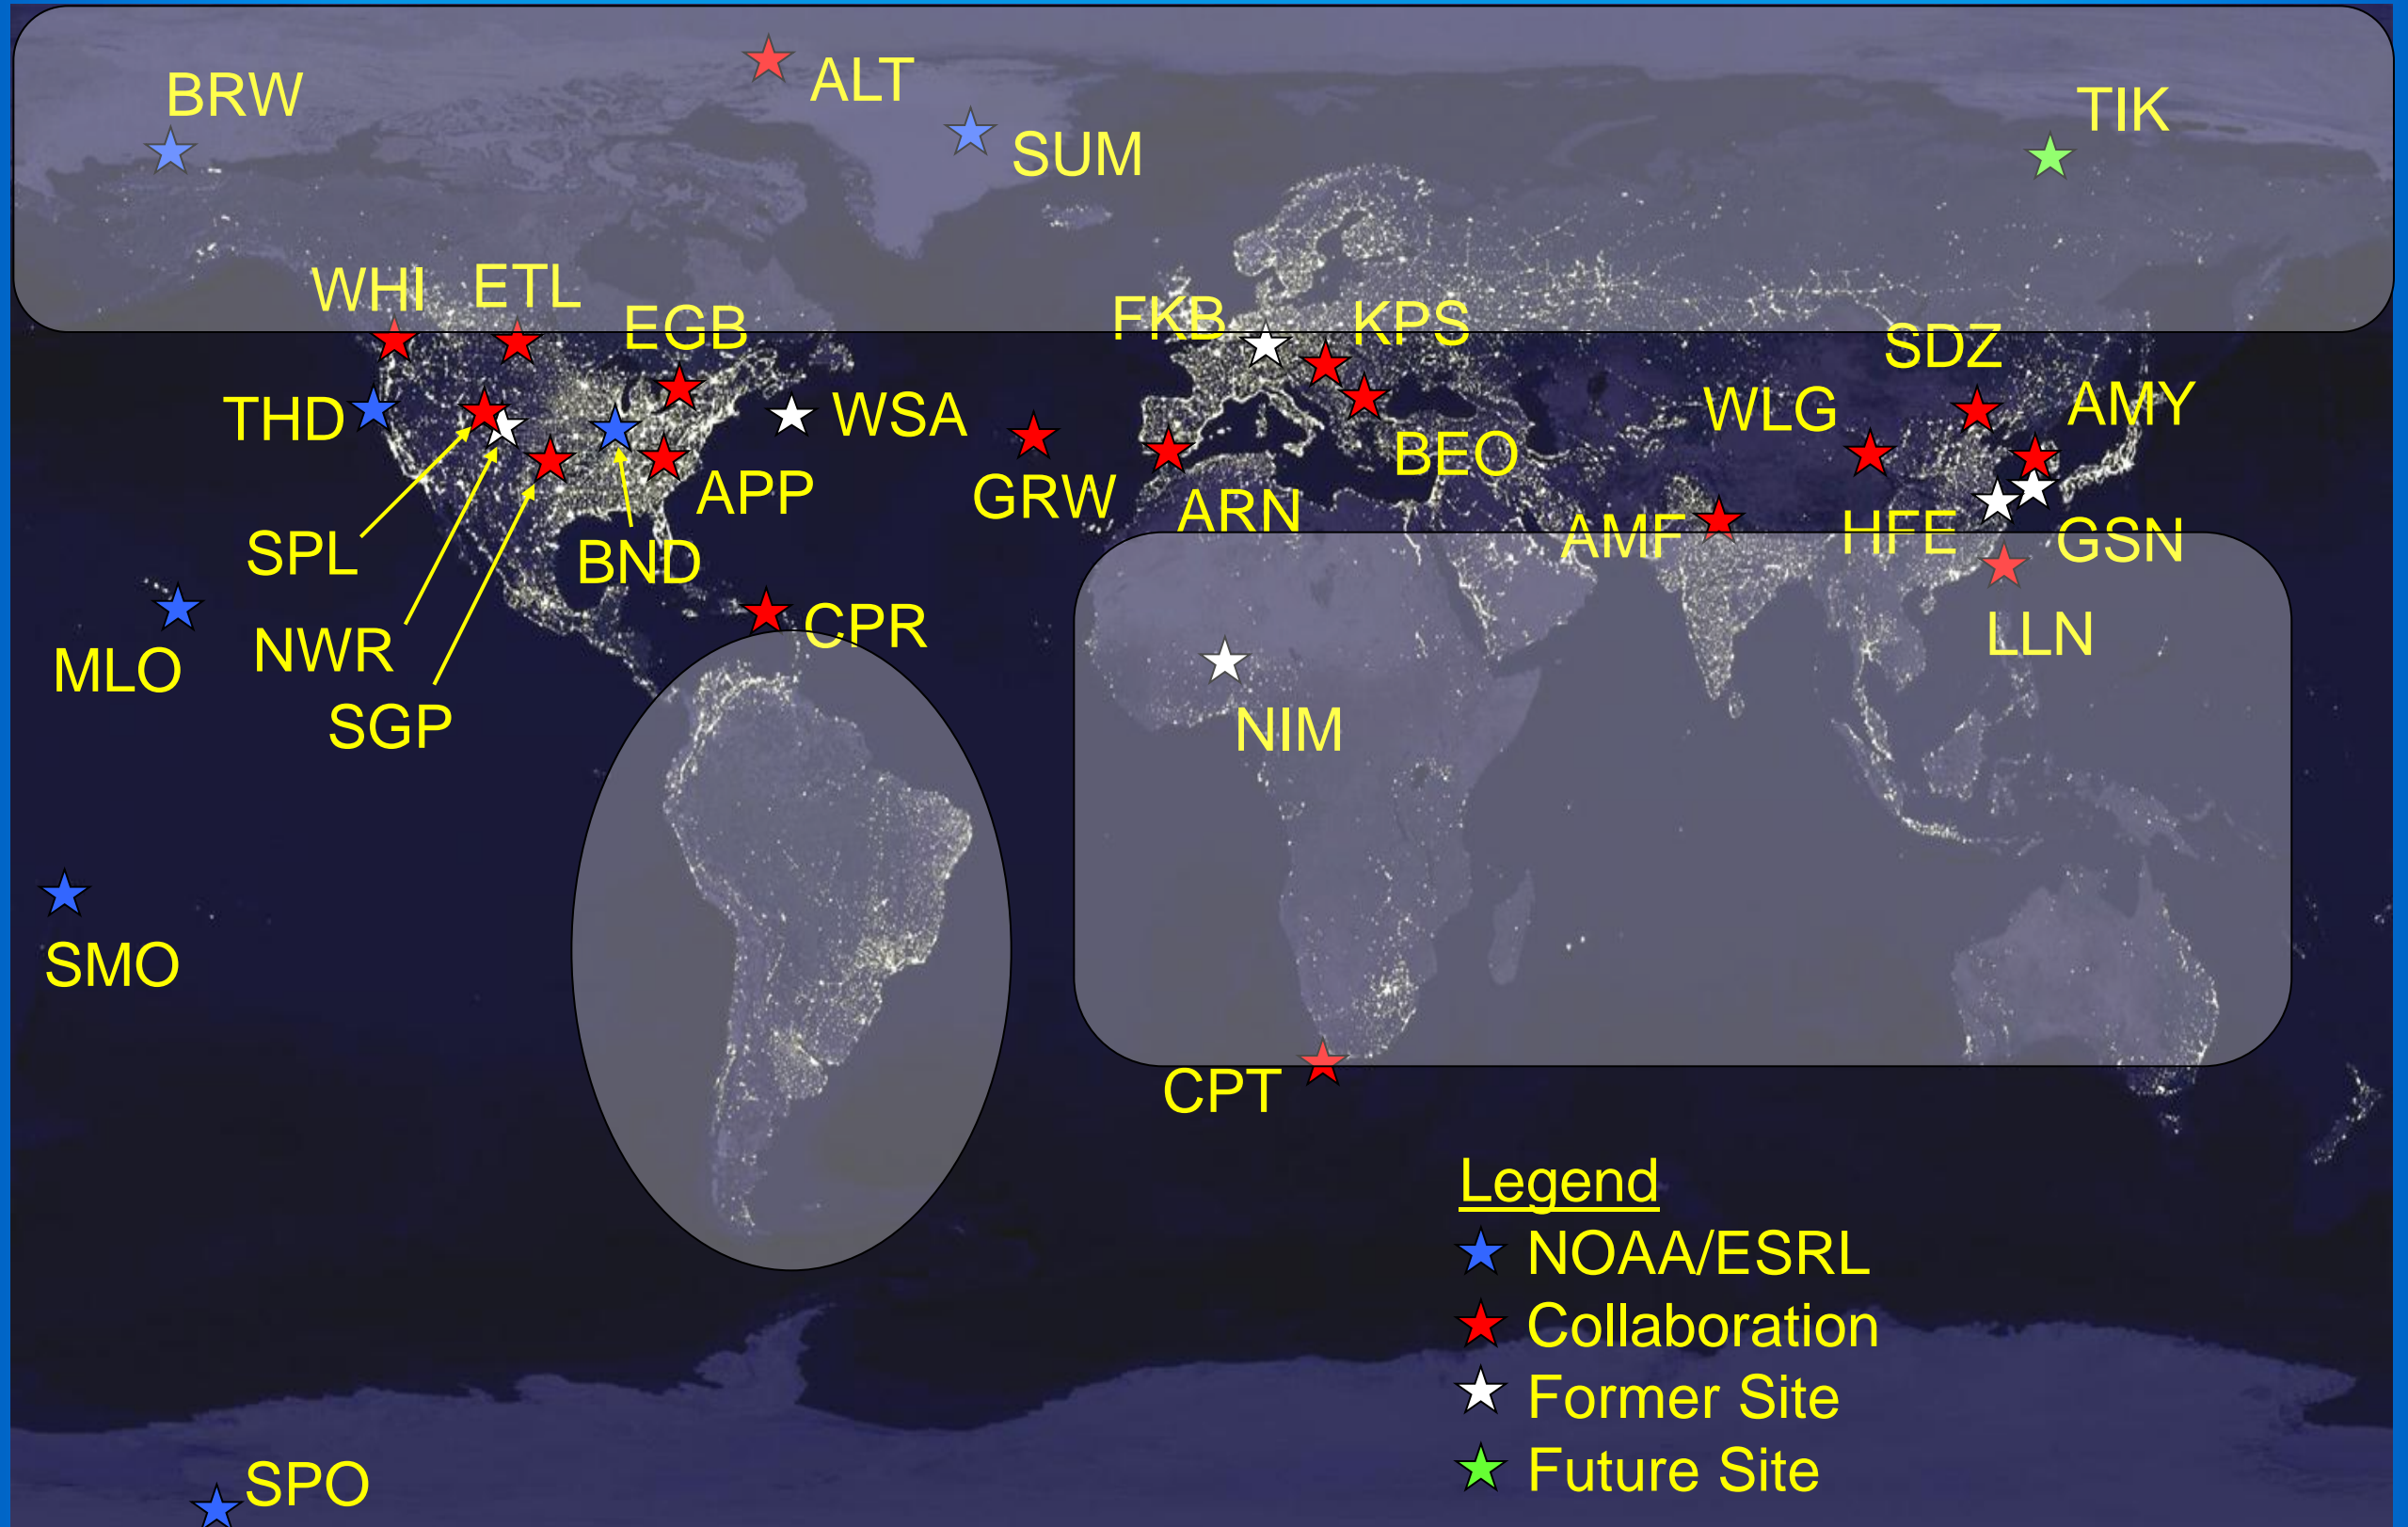 ALT
BRW
TIK
SUM
WHI
ETL
EGB
FKB
KPS
SDZ
THD
WSA
WLG
AMY
BEO
APP
GRW
ARN
AMF
HFE
GSN
SPL
BND
CPR
LLN
NWR
MLO
SGP
NIM
SMO
CPT
Legend
NOAA/ESRL
Collaboration
Former Site
Future Site
SPO